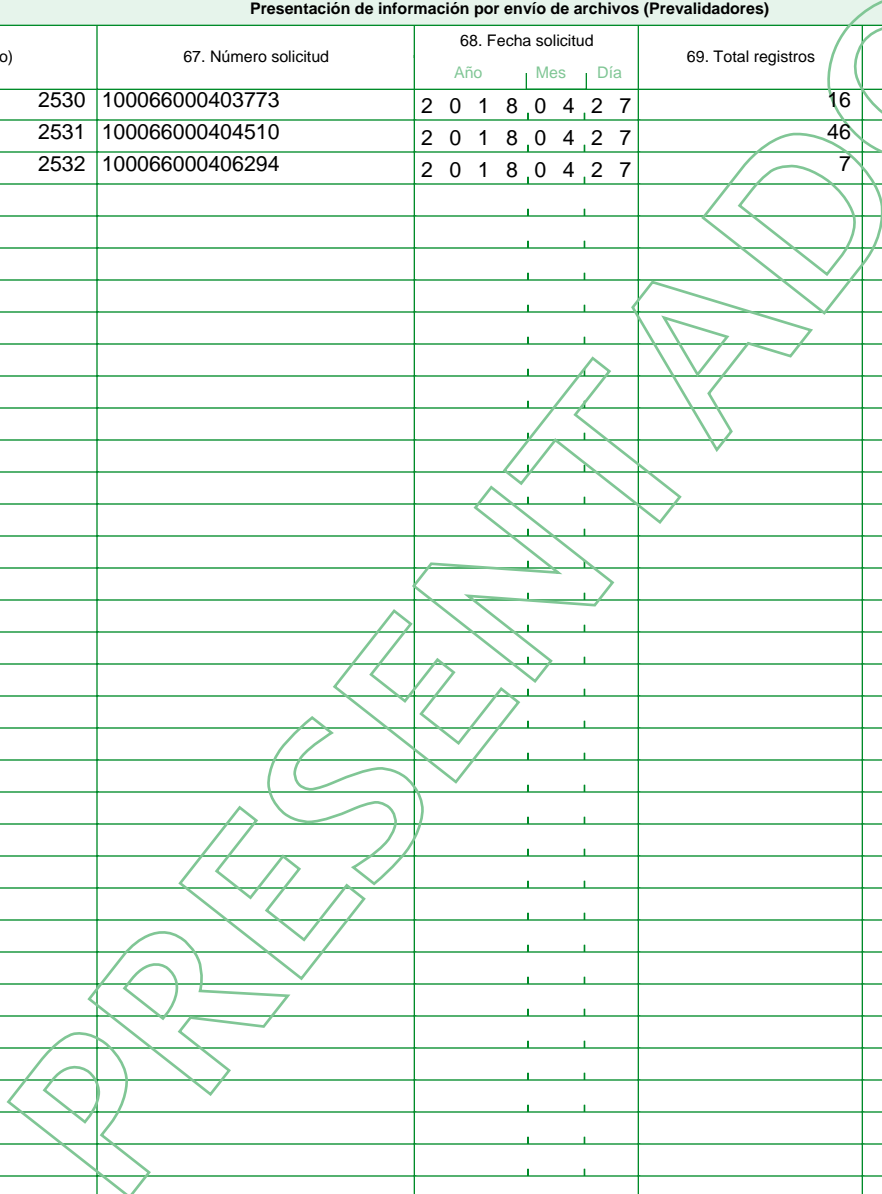 Presentación de información por envío de archivos (Prevalidadores)
o) 67. Número solicitud 68. Fecha solicitud 69. Total registros
Año Mes Día
2530 100066000403773 2 0 1 8 0 4 2 7 16
2531 100066000404510 2 0 1 8 0 4 2 7 46
2532 100066000406294 2 0 1 8 0 4 2 7 7
PRESENTADO